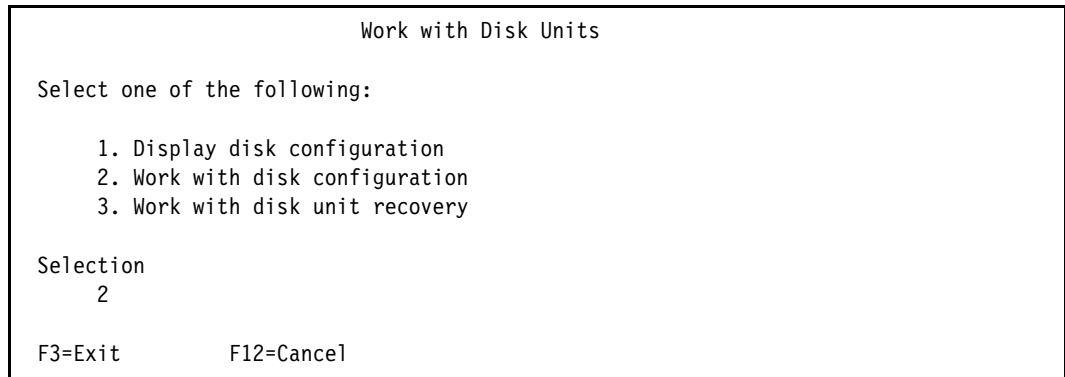 Work with Disk Units
Select one of the following:
1. Display disk configuration
2. Work with disk configuration
3. Work with disk unit recovery
Selection
2
F3=Exit F12=Cancel